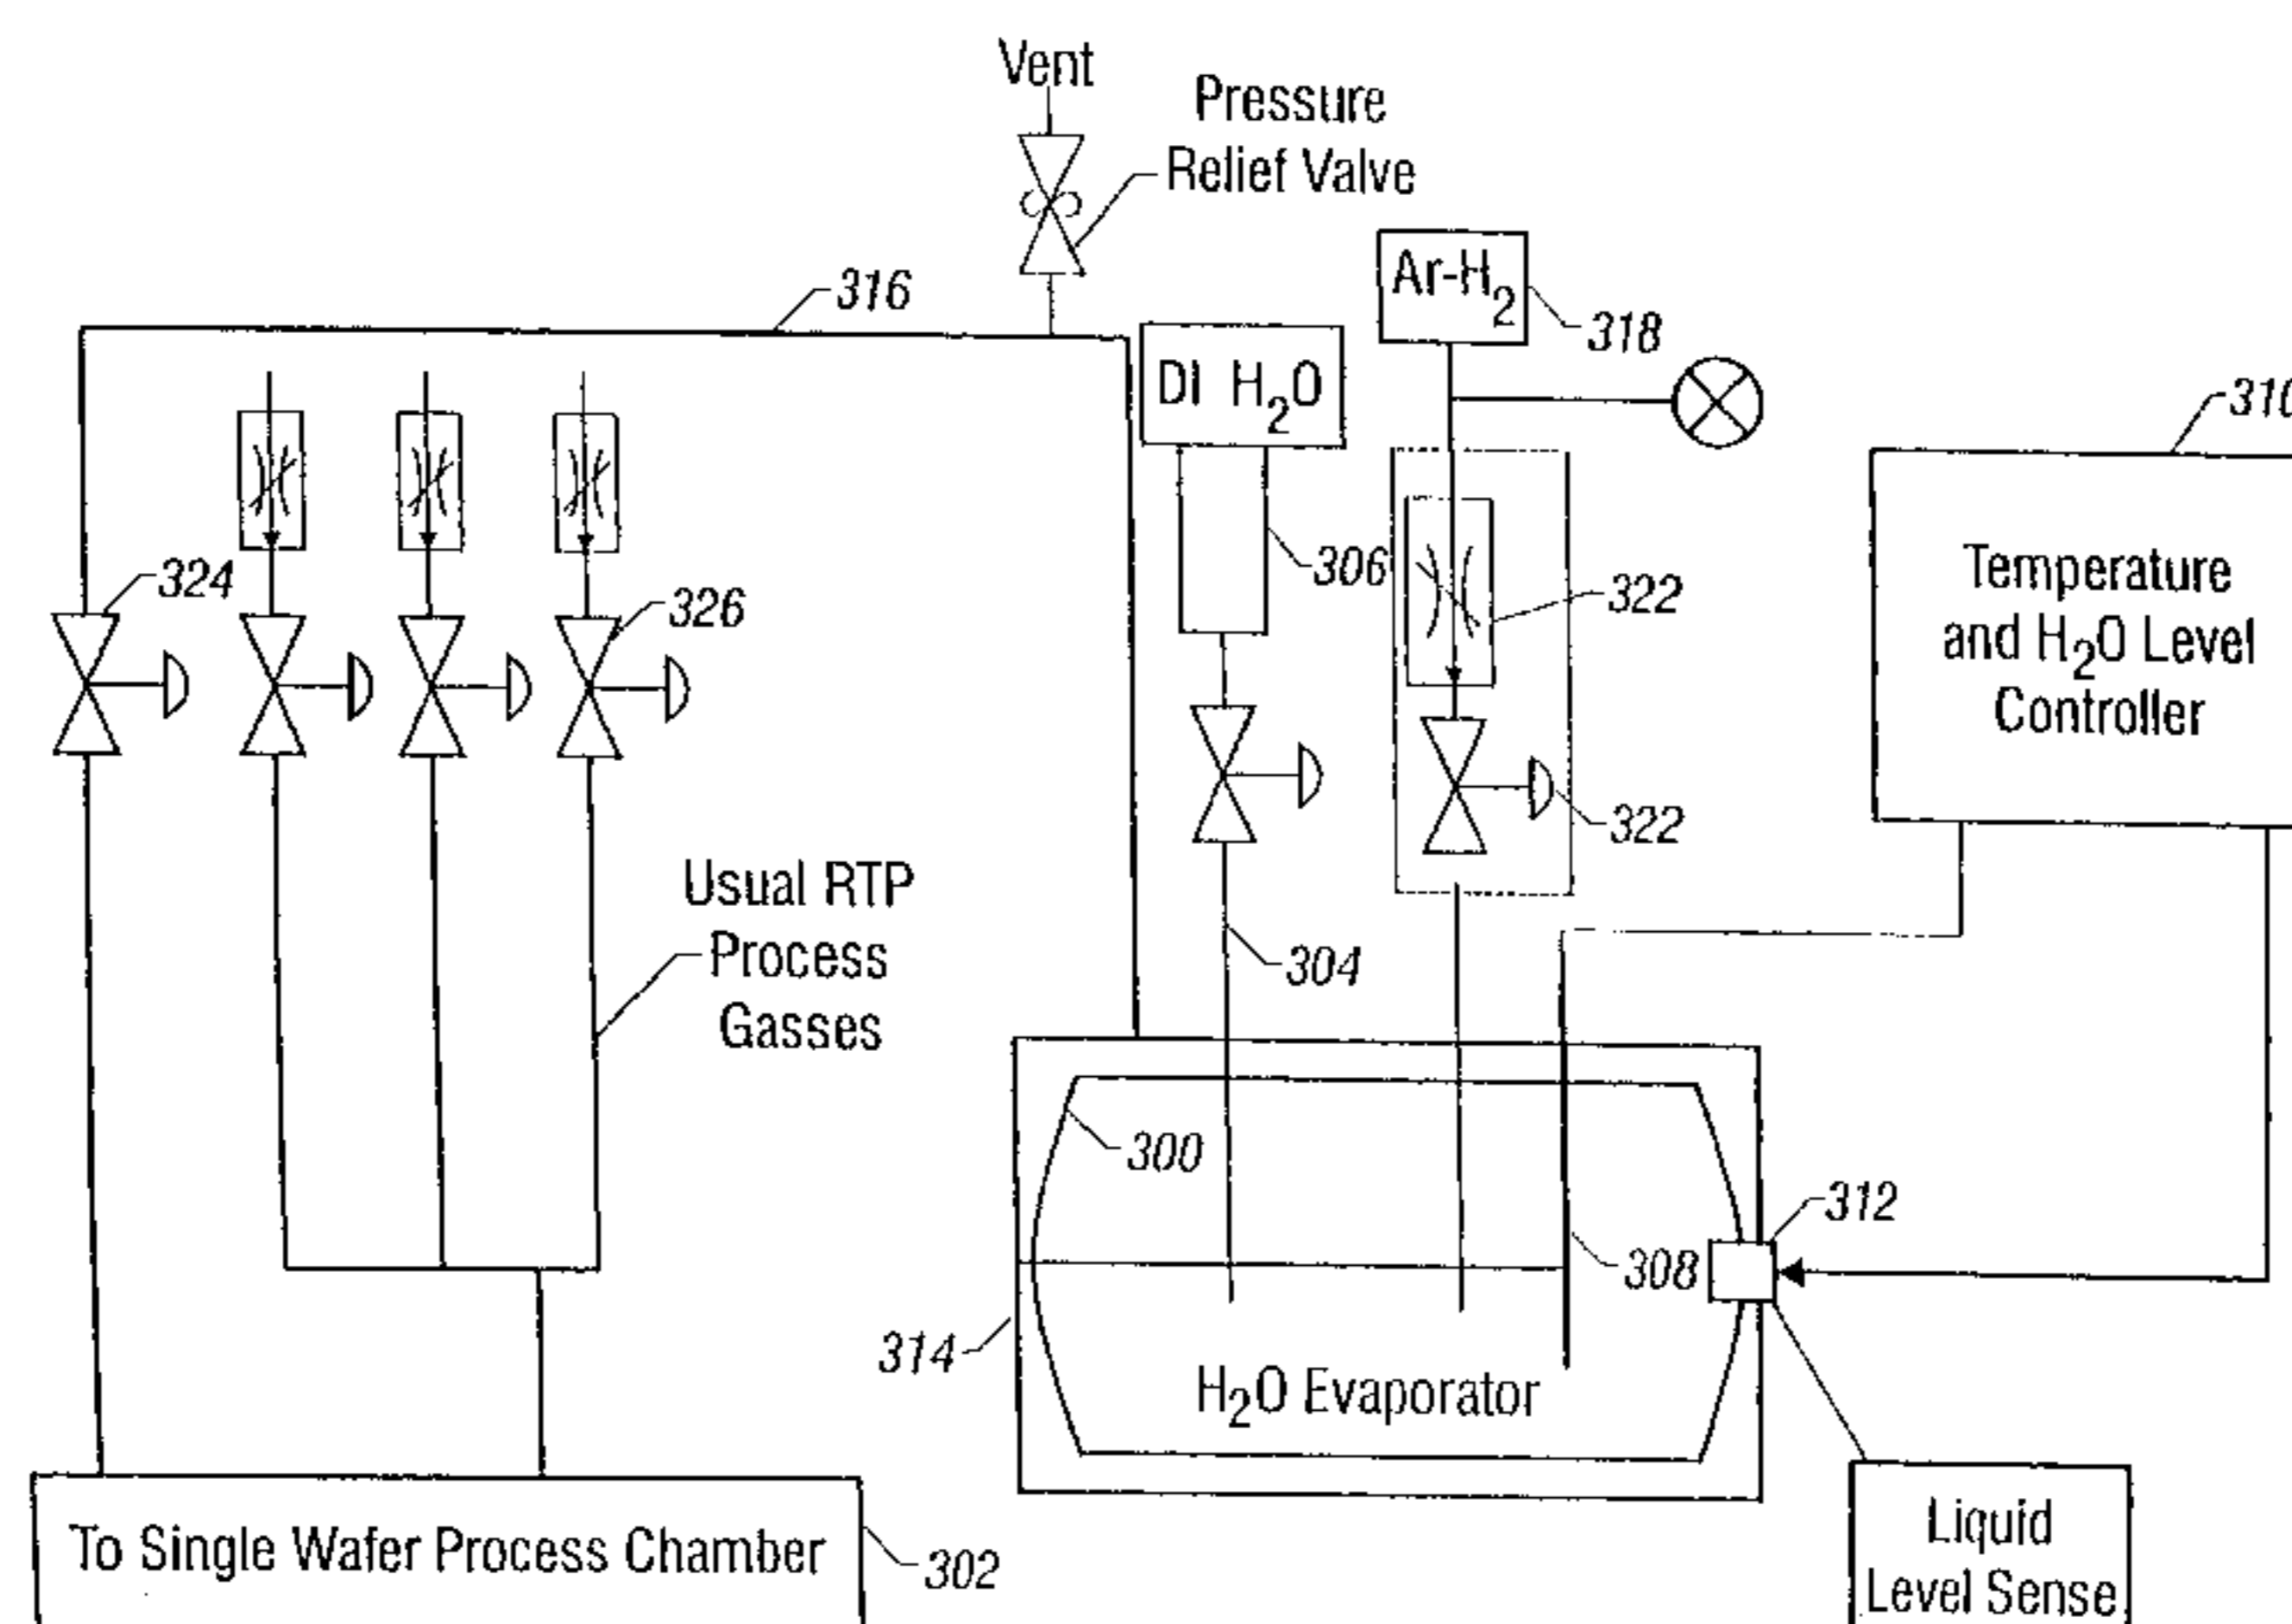 Vent
Pressure
Relief Valve
316
Ar-H2
318
DI H2O
310
324
326
306
322
Temperature
and H2O Level
Controller
322
Usual RTP
Process
Gasses
304
300
312
308
314
H2O Evaporator
To Single Wafer Process Chamber
302
Liquid
Level Sense